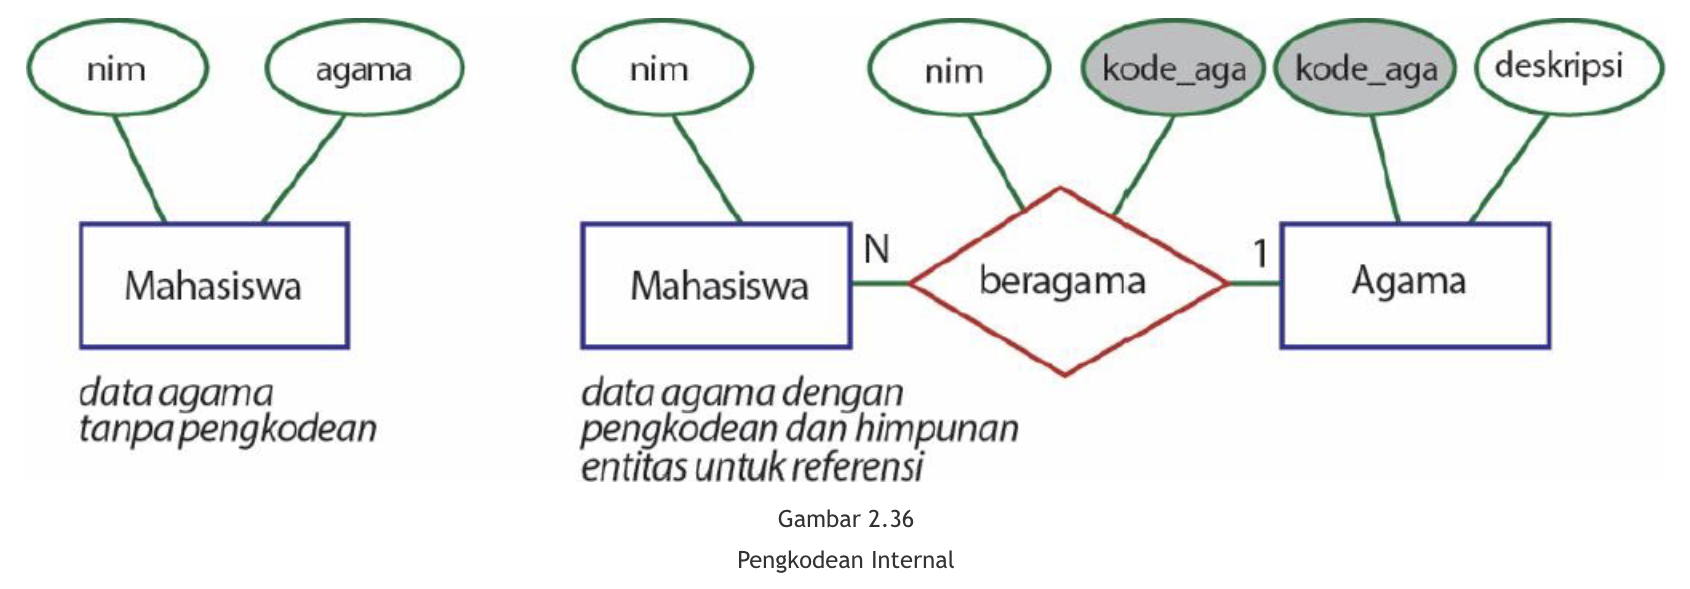 nim
agama
nim
nim
kode_aga
kode_aga
deskripsi
Mahasiswa
Mahasiswa
N
beragama
1
Agama
data agama
tanpa pengkodean
data agama dengan
pengkodean dan himpunan
entitas untuk referensi
Gambar 2.36
Pengkodean Internal